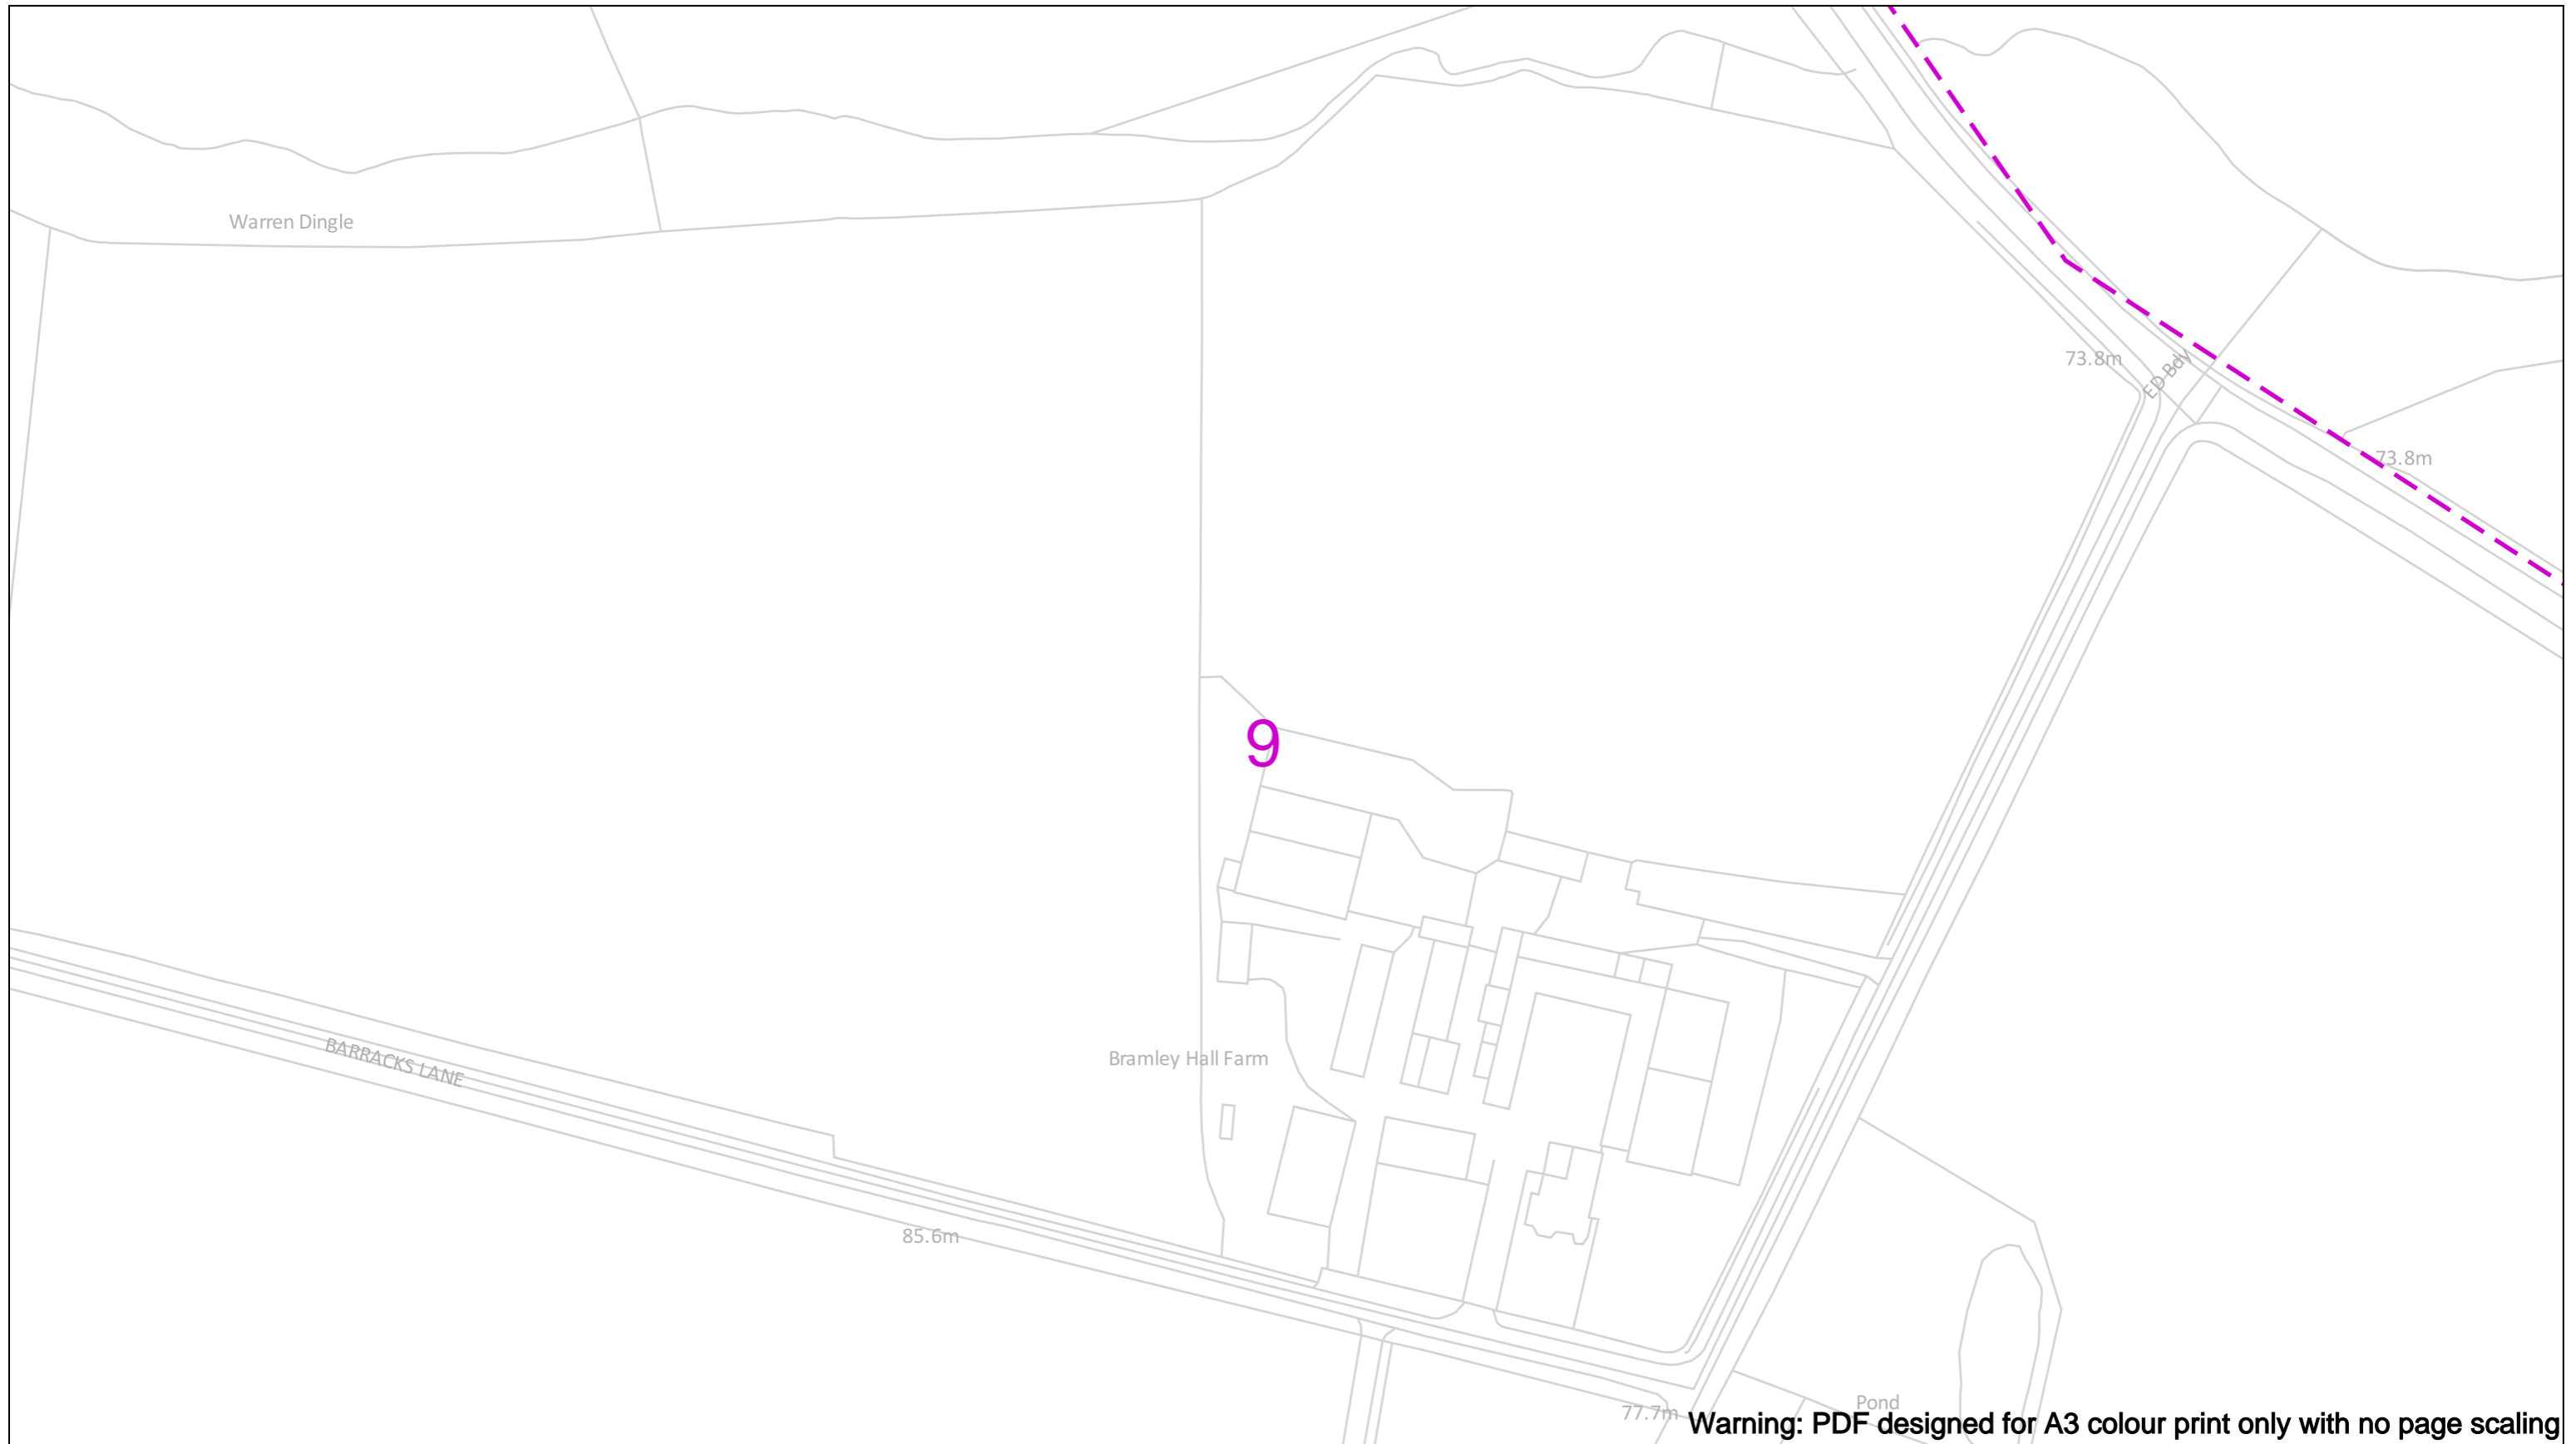 Warren Dingle
73.8m
ED Bdy
73.8m
9
Bramley Hall Farm
BARRACKS LANE
85.6m
Pond
77.7m
Warning: PDF designed for A3 colour print only with no page scaling